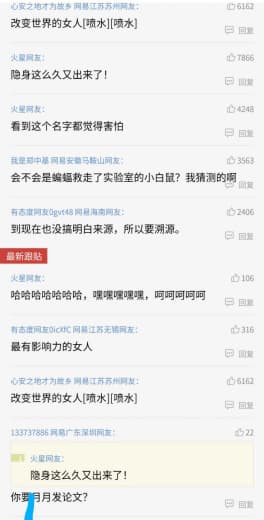 心安之地才为故乡 网易江苏苏州网友: 6162
改变世界的女人[喷水][喷水]
回复
火星网友: 7866
隐身这么久又出来了！
回复
火星网友: 4248
看到这个名字都觉得害怕
回复
我是郑中基 网易安徽马鞍山网友: 3563
会不会是蝙蝠救走了实验室的小白鼠？我猜测的啊
回复
有态度网友0gvt48 网易海南网友: 2406
到现在也没搞明白来源，所以要溯源。
回复
最新跟贴
火星网友: 106
哈哈哈哈哈哈哈，嘿嘿嘿嘿嘿，呵呵呵呵呵
回复
有态度网友0icXfC 网易江苏无锡网友: 316
最有影响力的女人
回复
心安之地才为故乡 网易江苏苏州网友: 6162
改变世界的女人[喷水][喷水]
回复
133737886 网易广东深圳网友: 22
火星网友:
隐身这么久又出来了！
你要月月发论文？
回复